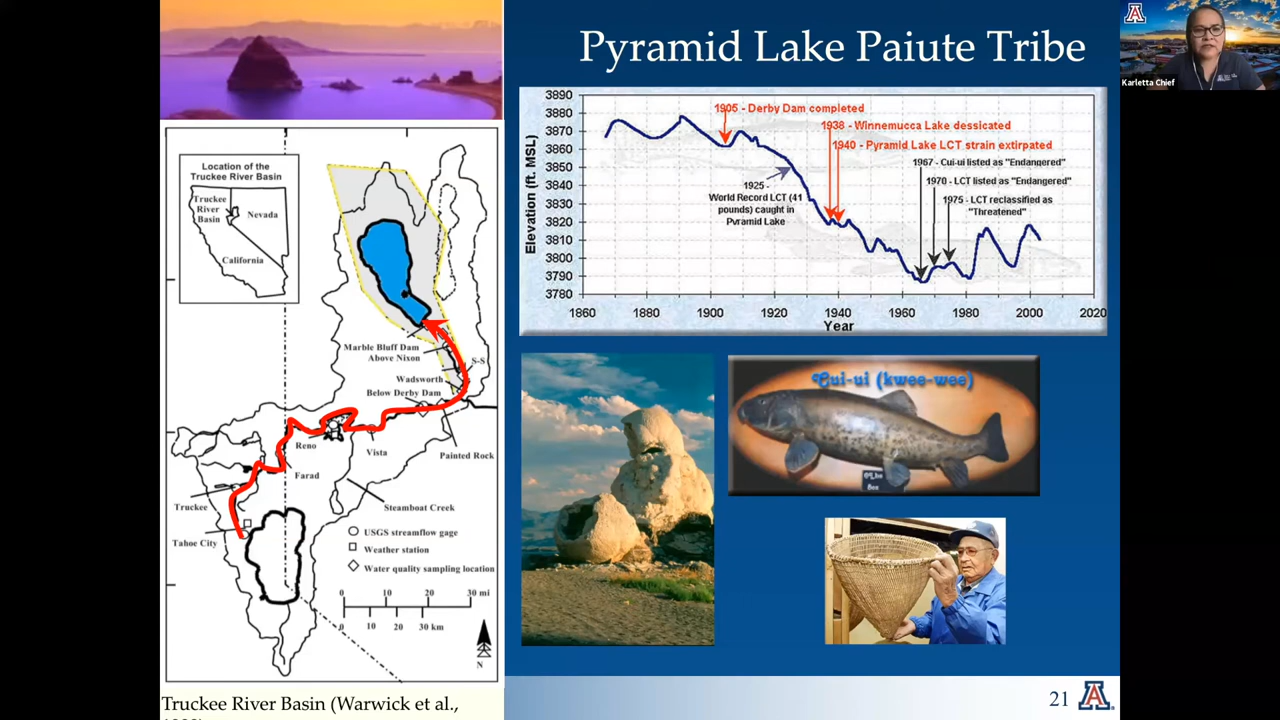 Pyramid Lake Paiute Tribe
A
Karletta Chief
Location of the
Truckee River Basin
Truckee
River
Basin
Nevada
California
Marble Bluff Dam
Above Nixon
S-S
Wadsworth
Below Derby Dam
Reno
Vista
Painted Rock
Farad
Truckee
Steamboat Creek
Tahoe City
USGS streamflow gage
Weather station
Water quality sampling location
0 10 20 30 mi
0 10 20 30 km
N
Truckee River Basin (Warwick et al.,
Elevation (ft. MSL)
3890
3880
3870
3860
3850
3840
3830
3820
3810
3800
3790
3780
1905 - Derby Dam completed
1938 - Winnemucca Lake dessicated
1940 - Pyramid Lake LCT strain extirpated
1967 - Cui-ui listed as "Endangered"
1970 - LCT listed as "Endangered"
1975 - LCT reclassified as
"Threatened"
1925 -
World Record LCT (41
pounds) caught in
Pyramid Lake
1860 1880 1900 1920 1940 1960 1980 2000 2020
Year
Cui-ui (kwee-wee)
21
A